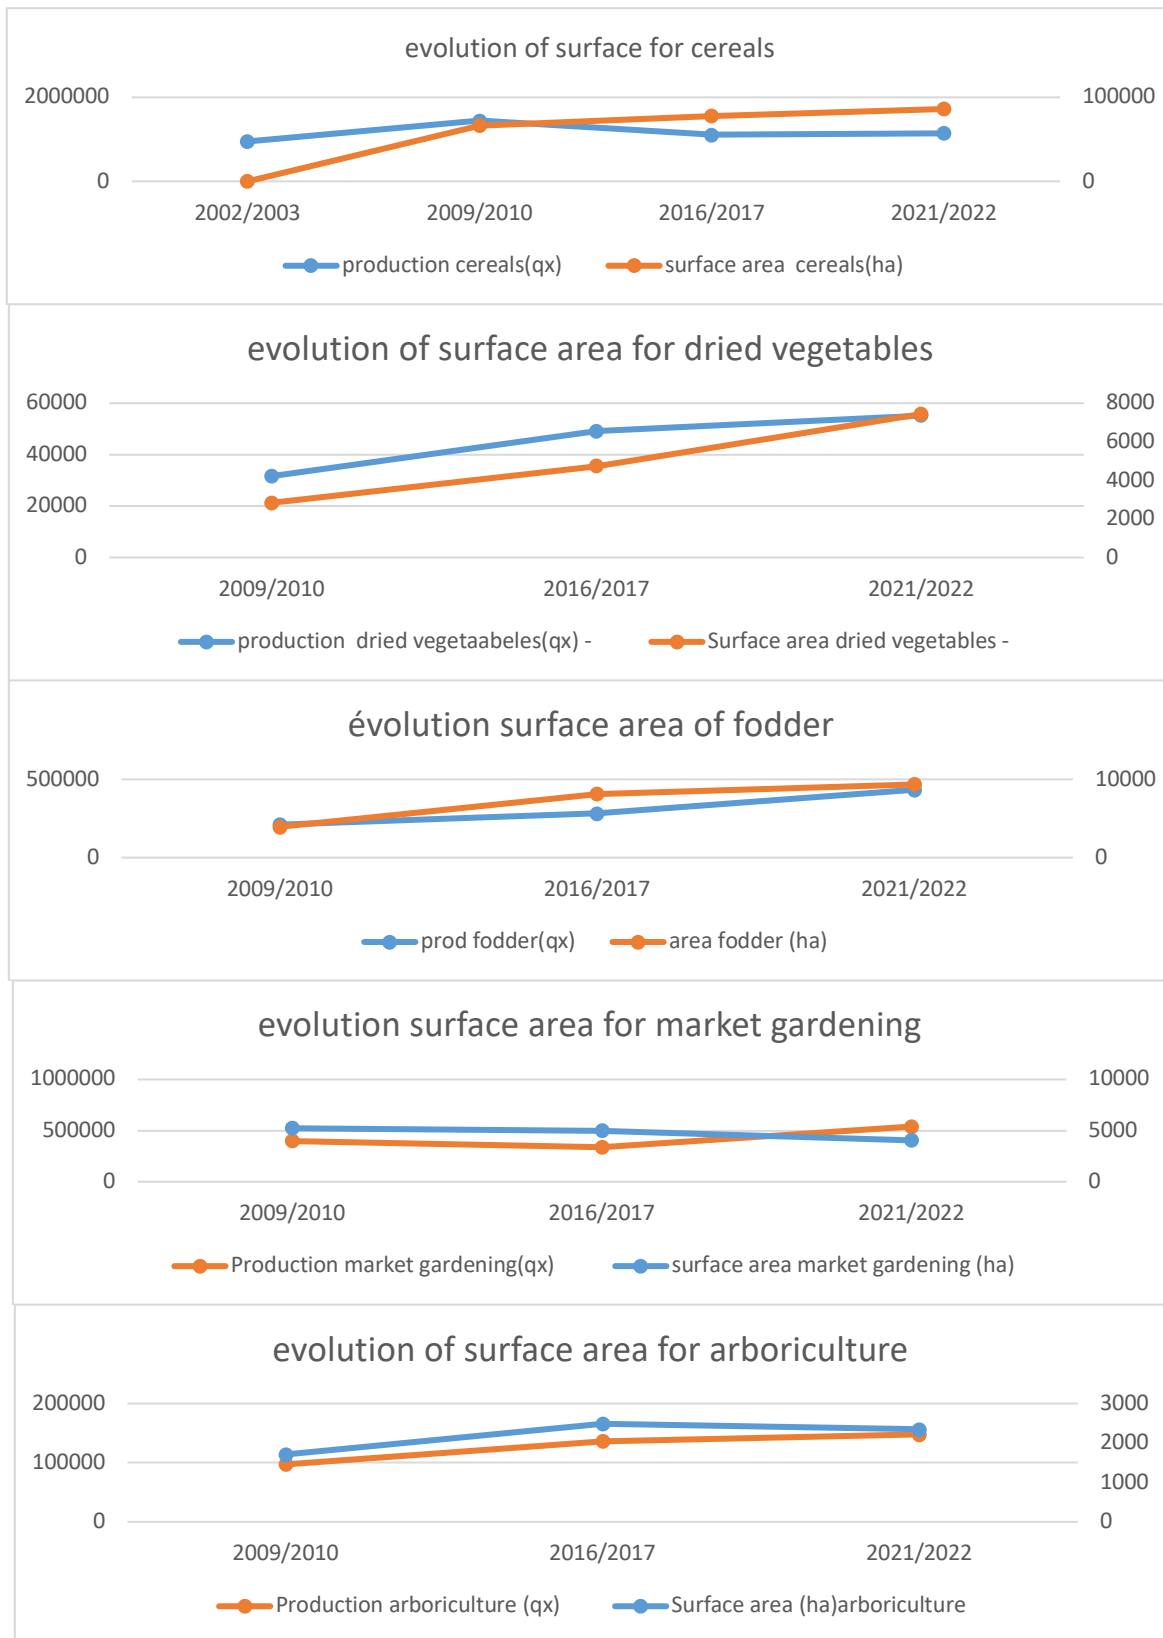 evolution of surface for cereals
2000000 100000
0 0
2002/2003 2009/2010 2016/2017 2021/2022
production cereals(qx) surface area cereals(ha)
evolution of surface area for dried vegetables
60000 8000
6000
40000
4000
20000
2000
0 0
2009/2010 2016/2017 2021/2022
production dried vegetaabeles(qx) - Surface area dried vegetables -
évolution surface area of fodder
500000 10000
0 0
2009/2010 2016/2017 2021/2022
prod fodder(qx) area fodder (ha)
evolution surface area for market gardening
1000000 10000
500000 5000
0 0
2009/2010 2016/2017 2021/2022
Production market gardening(qx) surface area market gardening (ha)
evolution of surface area for arboriculture
200000 3000
2000
100000
1000
0 0
2009/2010 2016/2017 2021/2022
Production arboriculture (qx) Surface area (ha)arboriculture